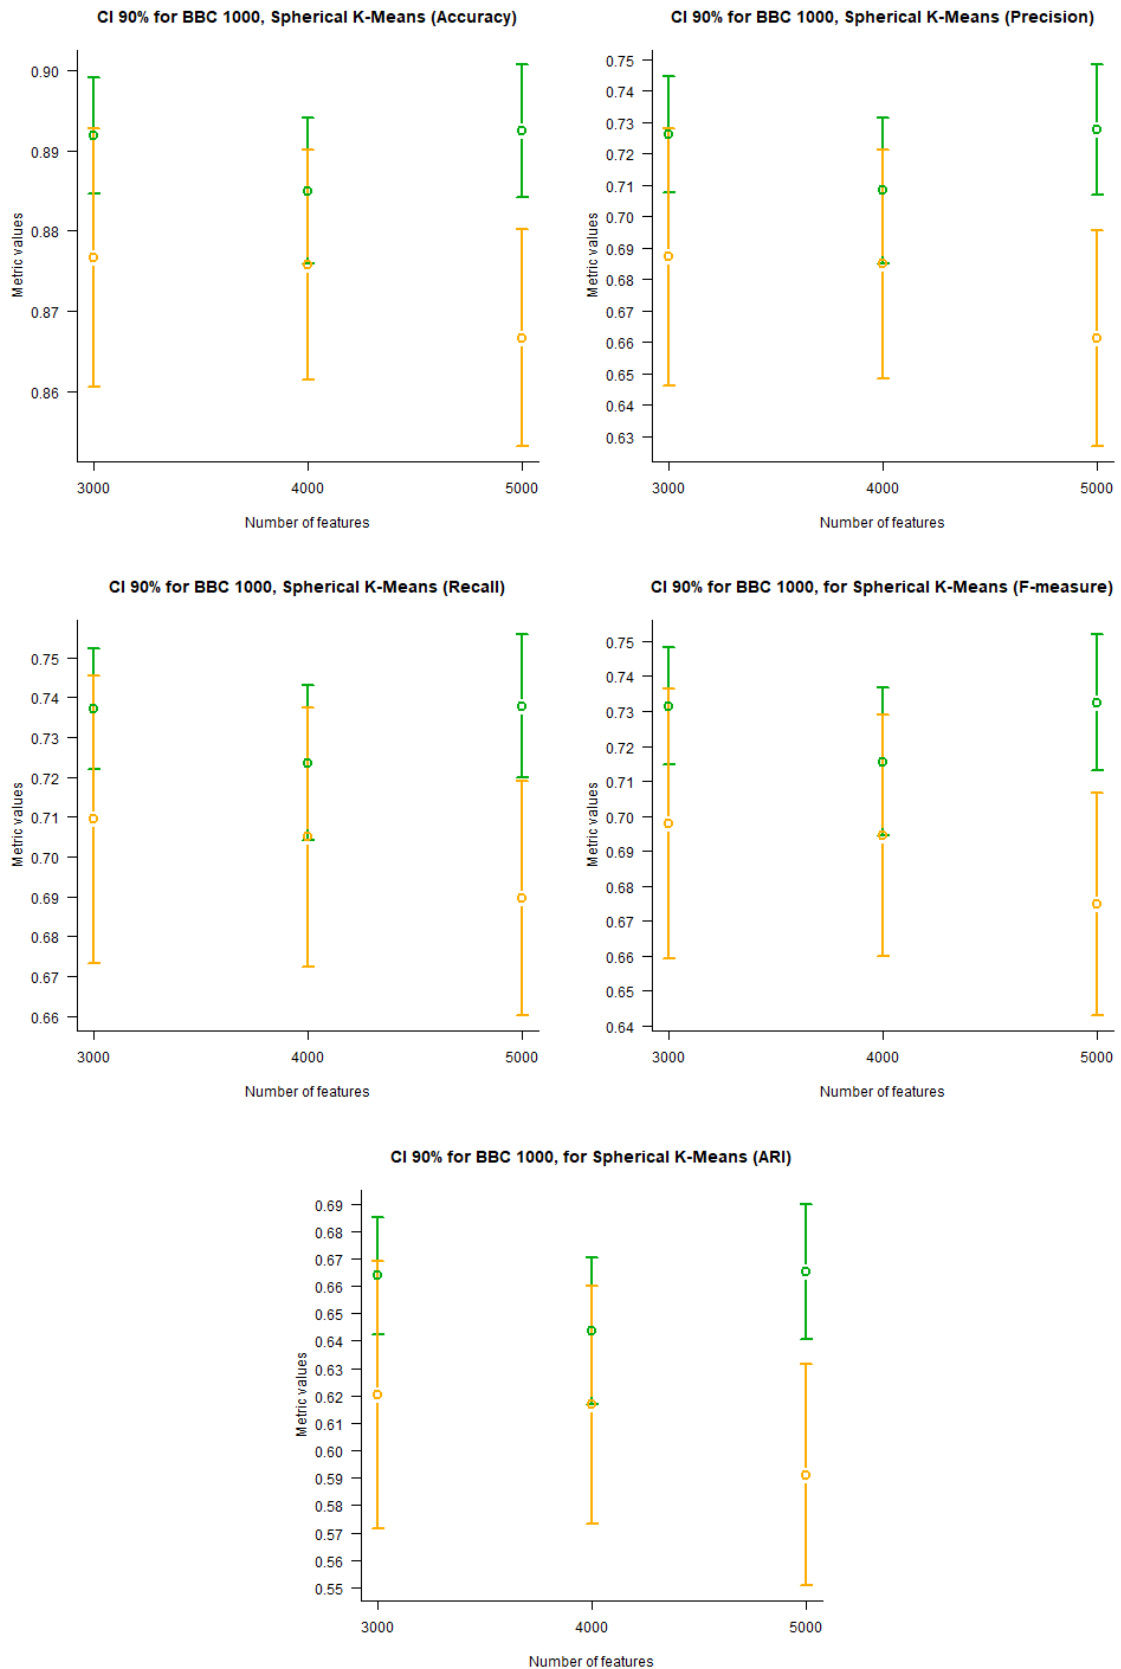 CI 90% for BBC 1000, Spherical K-Means (Accuracy)
Metric values
0.90
0.89
0.88
0.87
0.86
3000 4000 5000
Number of features
CI 90% for BBC 1000, Spherical K-Means (Precision)
Metric values
0.75
0.74
0.73
0.72
0.71
0.70
0.69
0.68
0.67
0.66
0.65
0.64
0.63
3000 4000 5000
Number of features
CI 90% for BBC 1000, Spherical K-Means (Recall)
Metric values
0.75
0.74
0.73
0.72
0.71
0.70
0.69
0.68
0.67
0.66
3000 4000 5000
Number of features
CI 90% for BBC 1000, for Spherical K-Means (F-measure)
Metric values
0.75
0.74
0.73
0.72
0.71
0.70
0.69
0.68
0.67
0.66
0.65
0.64
3000 4000 5000
Number of features
CI 90% for BBC 1000, for Spherical K-Means (ARI)
Metric values
0.69
0.68
0.67
0.66
0.65
0.64
0.63
0.62
0.61
0.60
0.59
0.58
0.57
0.56
0.55
3000 4000 5000
Number of features